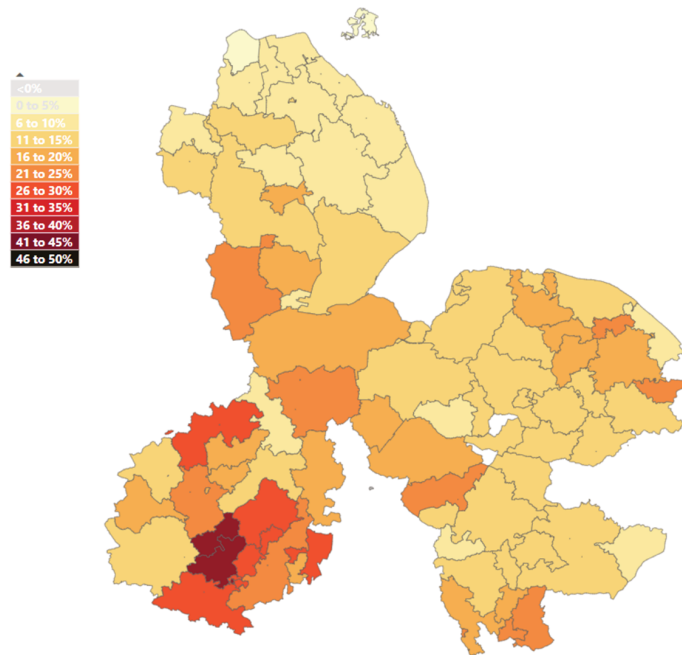 <0%
0 to 5%
6 to 10%
11 to 15%
16 to 20%
21 to 25%
26 to 30%
31 to 35%
36 to 40%
41 to 45%
46 to 50%